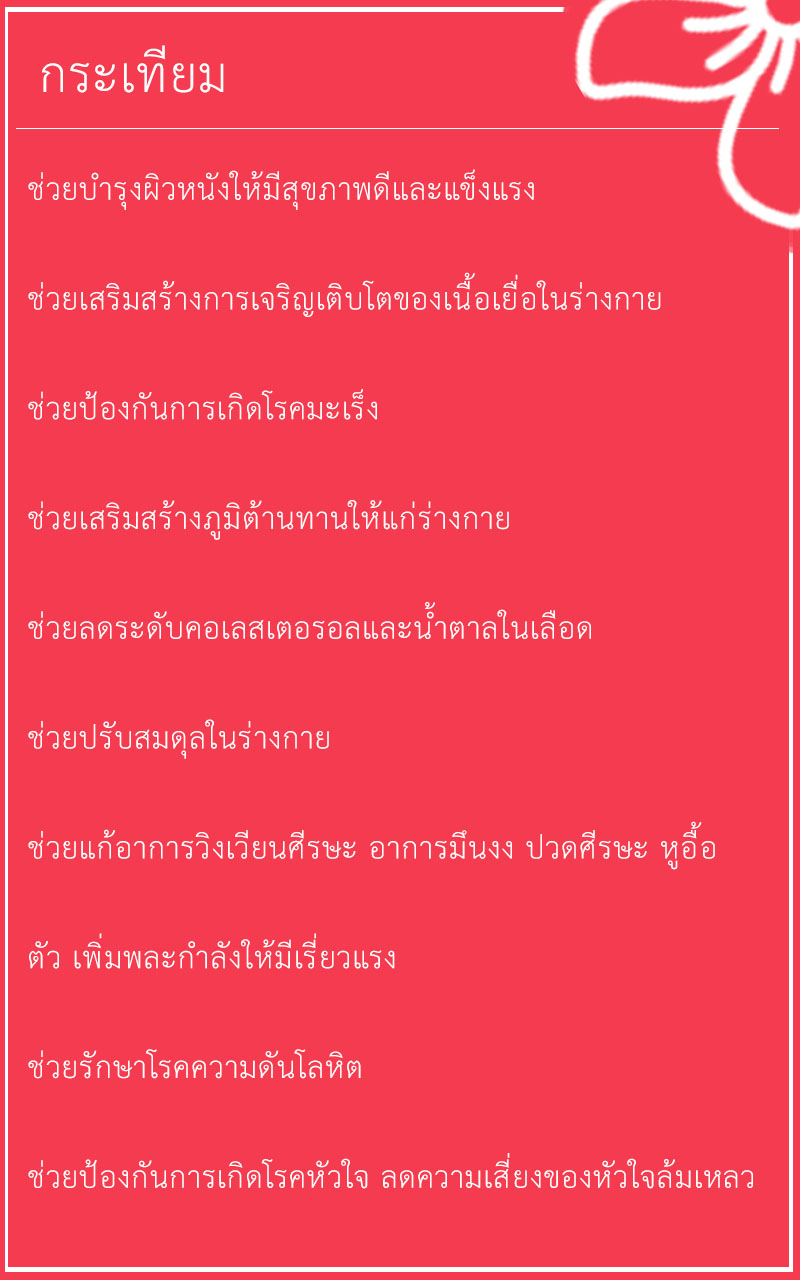 กระเทียม
ช่วยบำรุงผิวหนังให้มีสุขภาพดีและแข็งแรง
ช่วยเสริมสร้างการเจริญเติบโตของเนื้อเยื่อในร่างกาย
ช่วยป้องกันการเกิดโรคมะเร็ง
ช่วยเสริมสร้างภูมิต้านทานให้แก่ร่างกาย
ช่วยลดระดับคอเลสเตอรอลและน้ำตาลในเลือด
ช่วยปรับสมดุลในร่างกาย
ช่วยแก้อาการวิงเวียนศีรษะ อาการมึนงง ปวดศีรษะ หูอื้อ
ตัว เพิ่มพละกำลังให้มีเรี่ยวแรง
ช่วยรักษาโรคความดันโลหิต
ช่วยป้องกันการเกิดโรคหัวใจ ลดความเสี่ยงของหัวใจล้มเหลว